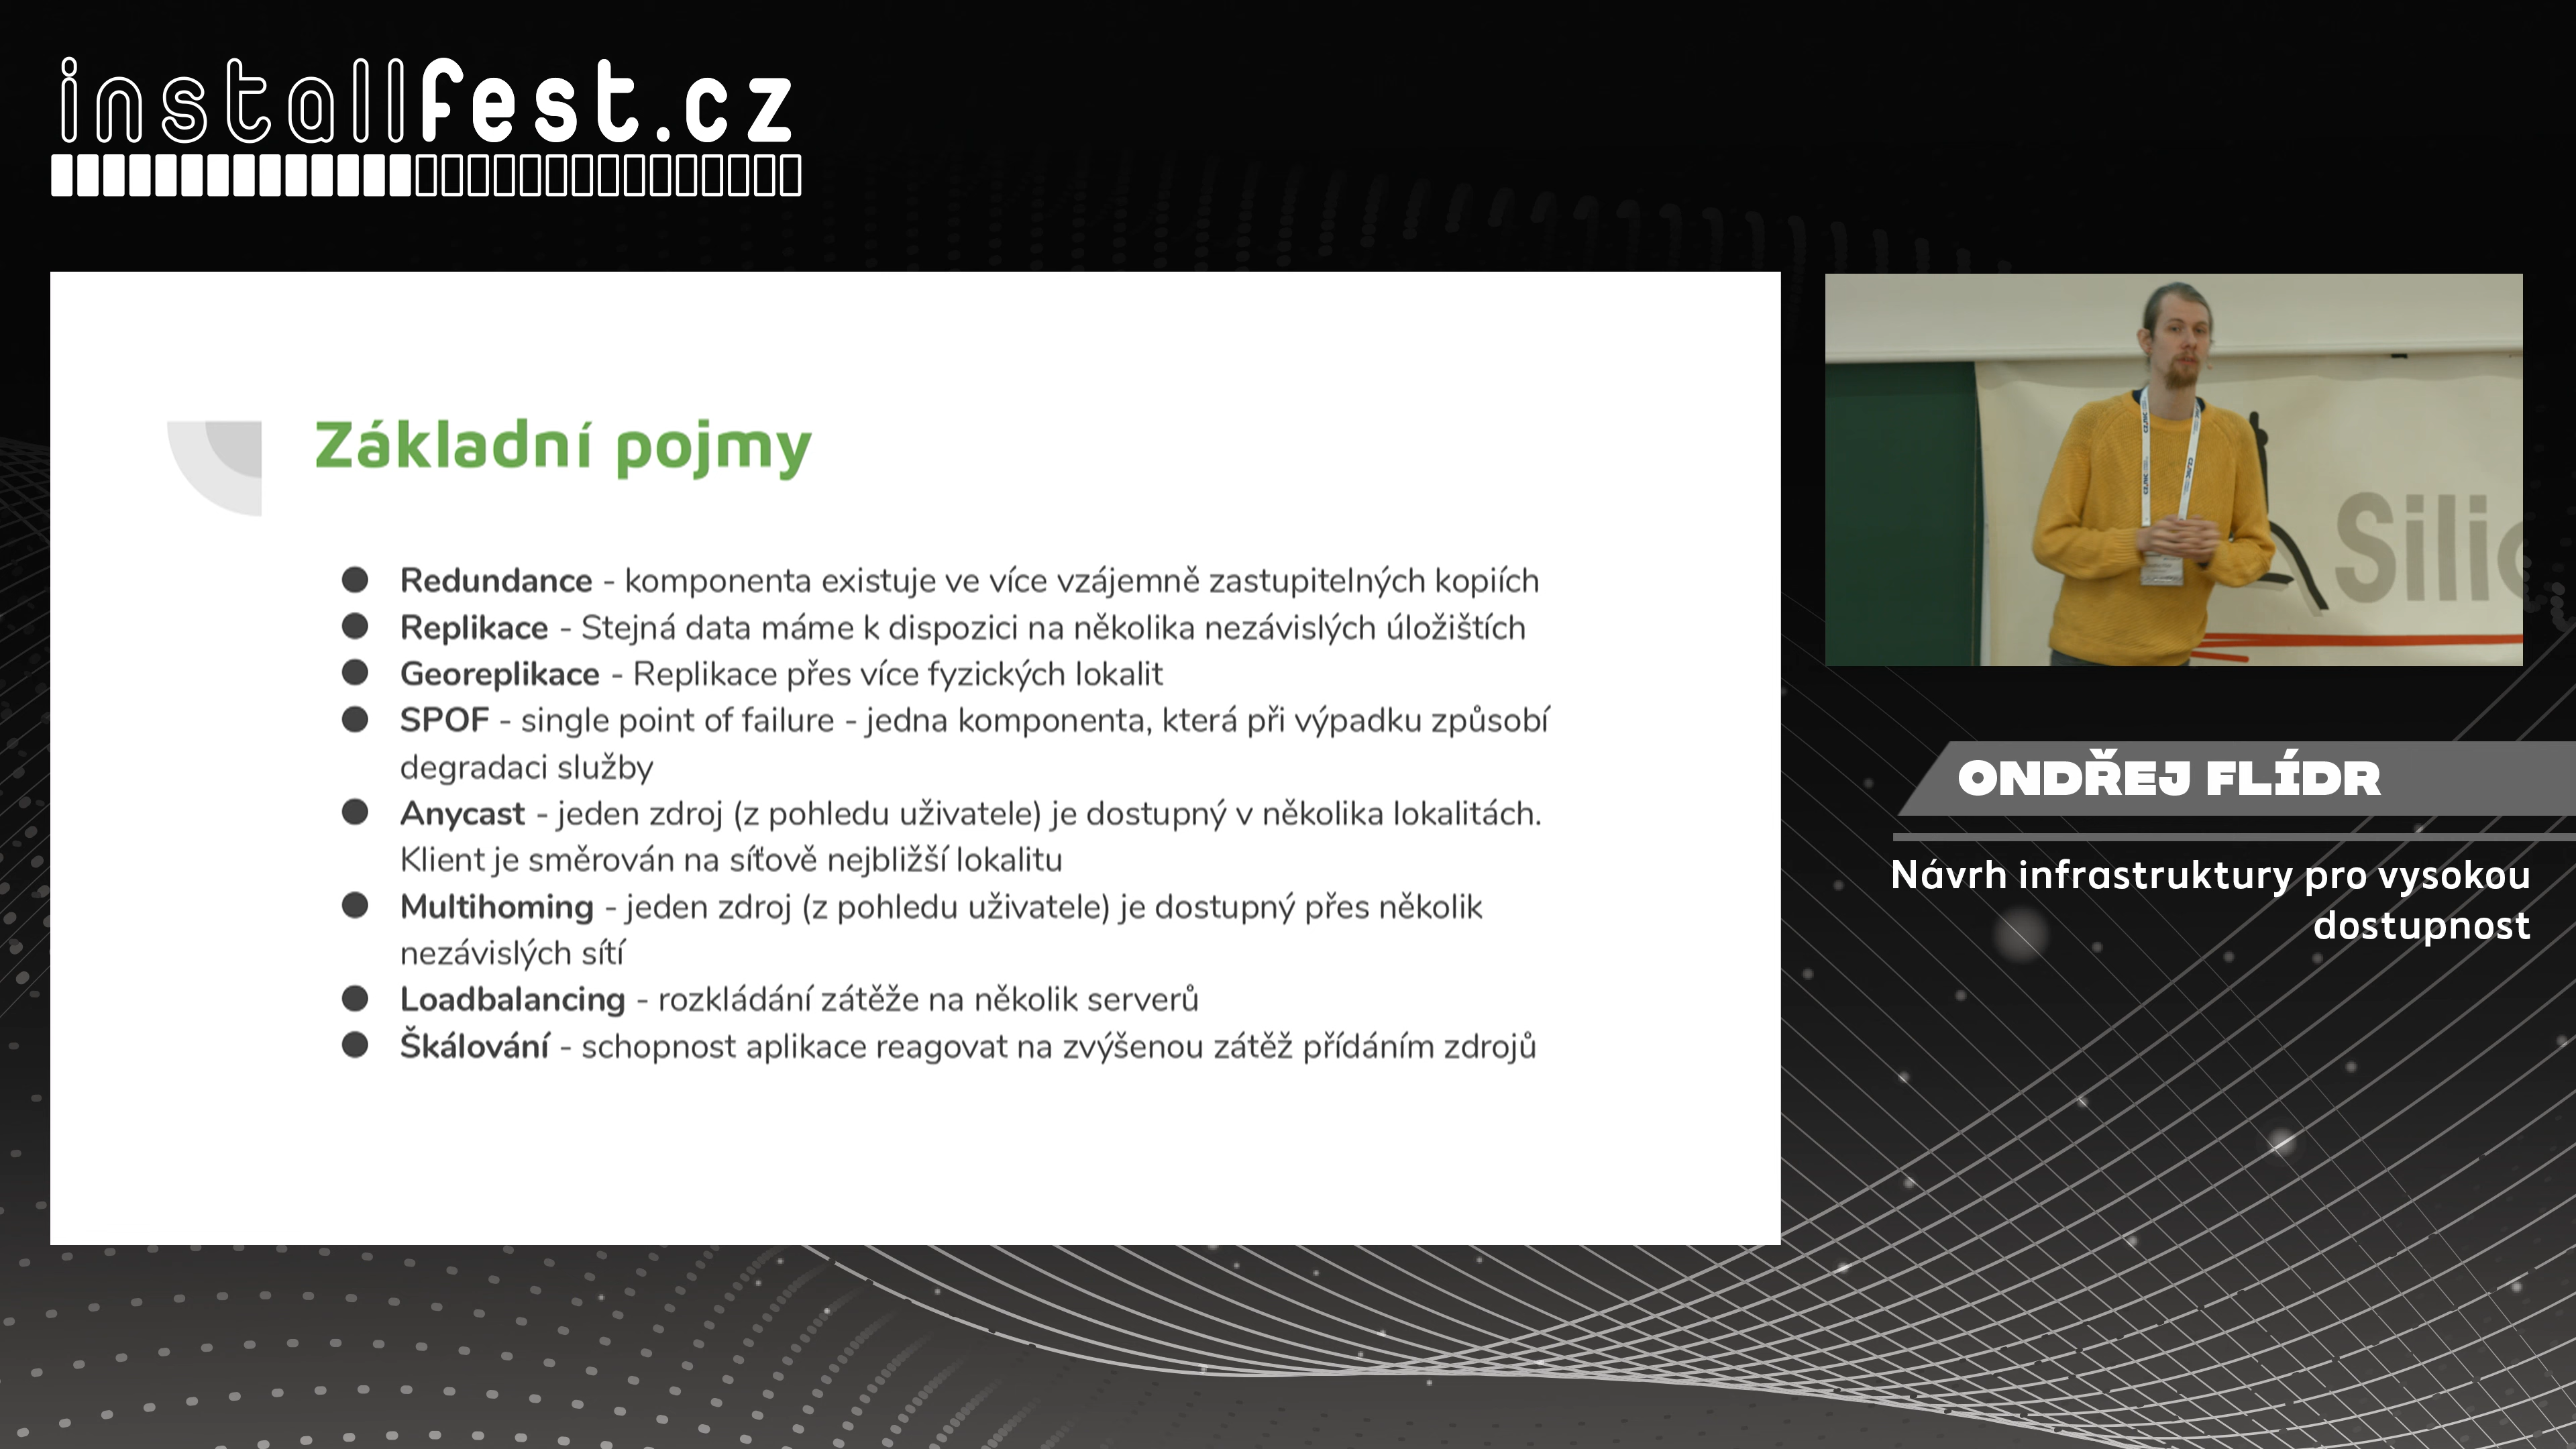 installfest.cz
Základní pojmy
Redundance - komponenta existuje ve více vzájemně zastupitelných kopiích
Replikace - Stejná data máme k dispozici na několika nezávislých úložištích
Georeplikace - Replikace přes více fyzických lokalit
SPOF - single point of failure - jedna komponenta, která při výpadku způsobí
degradaci služby
Anycast - jeden zdroj (z pohledu uživatele) je dostupný v několika lokalitách.
Klient je směrován na síťově nejbližší lokalitu
Multihoming - jeden zdroj (z pohledu uživatele) je dostupný přes několik
nezávislých sítí
Loadbalancing - rozkládání zátěže na několik serverů
Škálování - schopnost aplikace reagovat na zvýšenou zátěž přídáním zdrojů
Silic
ONDŘEJ FLÍDR
Návrh infrastruktury pro vysokou
dostupnost